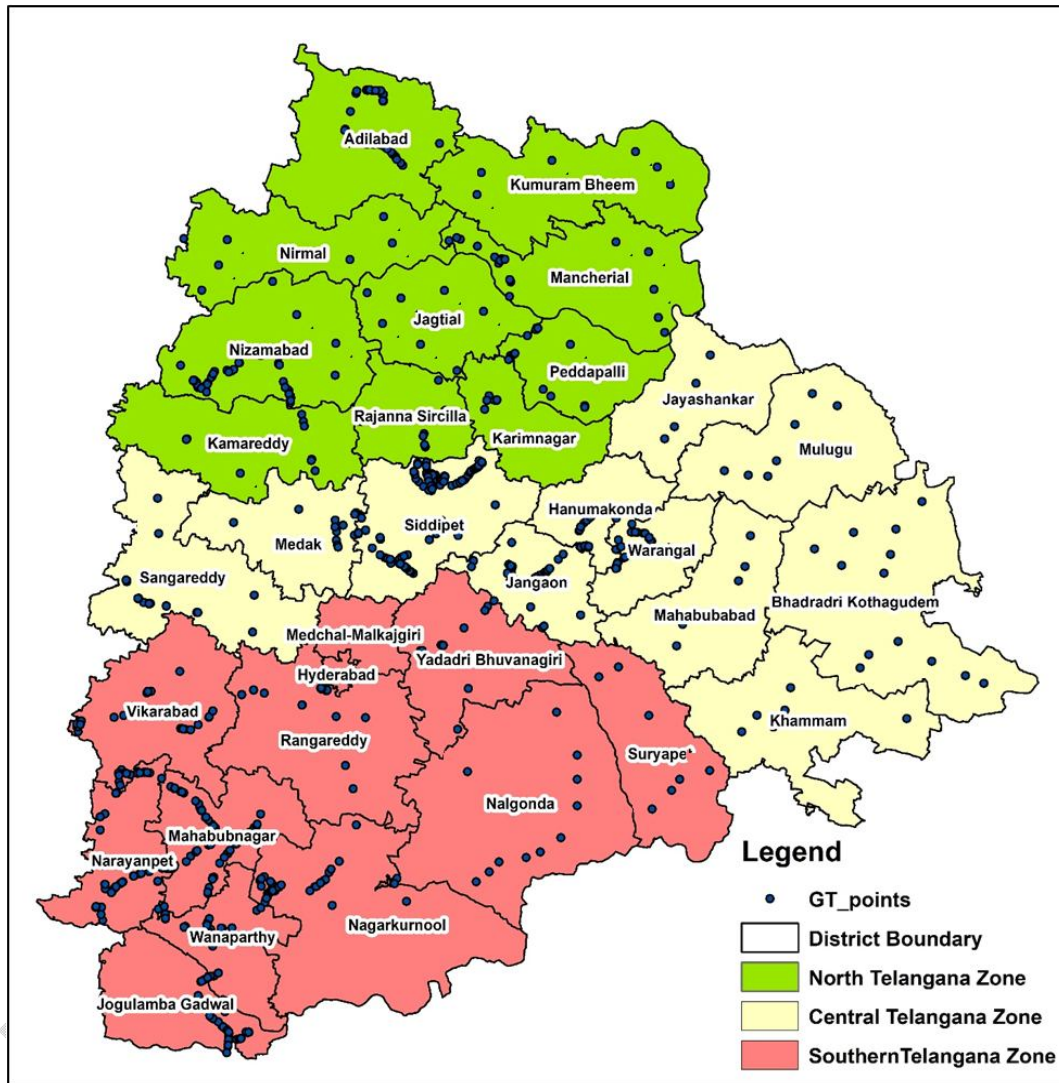 Adilabad
Kumuram Bheem
Nirmal
Mancherial
Jagtial
Nizamabad
Peddapalli
Jayashankar
Rajanna Sircilla
Karimnagar
Kamareddy
Mulugu
Hanumakonda
Siddipet
Medak
Warangal
Sangareddy
Jangaon
Bhadradri Kothagudem
Mahabubabad
Medchal-Malkajgiri
Yadadri Bhuvanagiri
Hyderabad
Vikarabad
Khammam
Rangareddy
Suryape
Nalgonda
Mahabubnagar
Narayanpet
Nagarkurnool
Wanaparthy
Jogulamba Gadwal
Legend
GT_points
District Boundary
North Telangana Zone
Central Telangana Zone
SouthernTelangana Zone